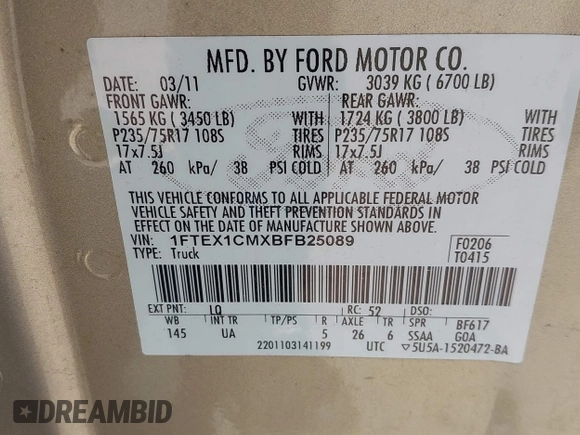 MFD. BY FORD MOTOR CO.
DATE: 03/11 GVWR: 3039 KG ( 6700 LB)
FRONT GAWR: REAR GAWR:
1565 KG ( 3450 LB) WITH 1724 KG ( 3800 LB) WITH
P235/75R17 108S TIRES P235/75R17 108S TIRES
17x7.5J RIMS 17x7.5J RIMS
AT 260 kPa/ 38 PSI COLD AT 260 kPa/ 38 PSI COLD
THIS VEHICLE CONFORMS TO ALL APPLICABLE FEDERAL MOTOR
VEHICLE SAFETY AND THEFT PREVENTION STANDARDS IN
EFFECT ON THE DATE OF MANUFACTURE SHOWN ABOVE.
VIN: 1FTEX1CMXBFB25089 F0206
TYPE: Truck T0415
EXT PNT: LQ RC: 52 DSO:
WB INT TR TP/PS R AXLE TR SPR BF617
145 UA 5 26 6 SSAA GOA
2201103141199 UTC ▽5U5A-1520472-BA
DREAMBID